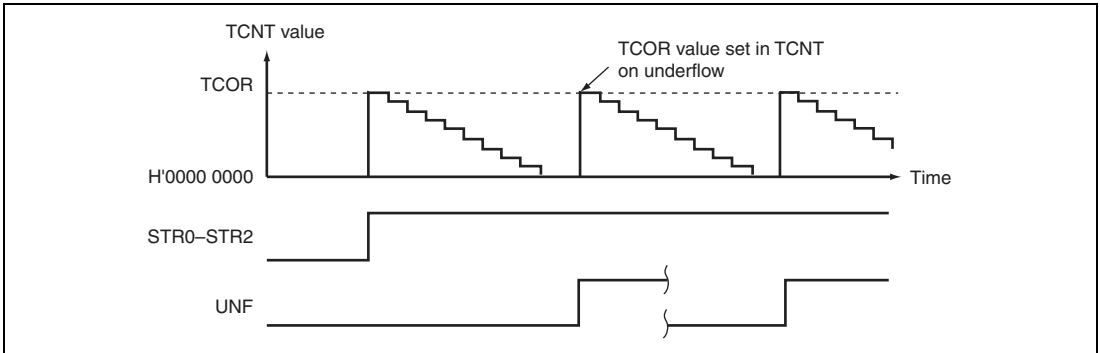 TCNT value
TCOR value set in TCNT
on underflow
TCOR
H'0000 0000
Time
STR0–STR2
UNF